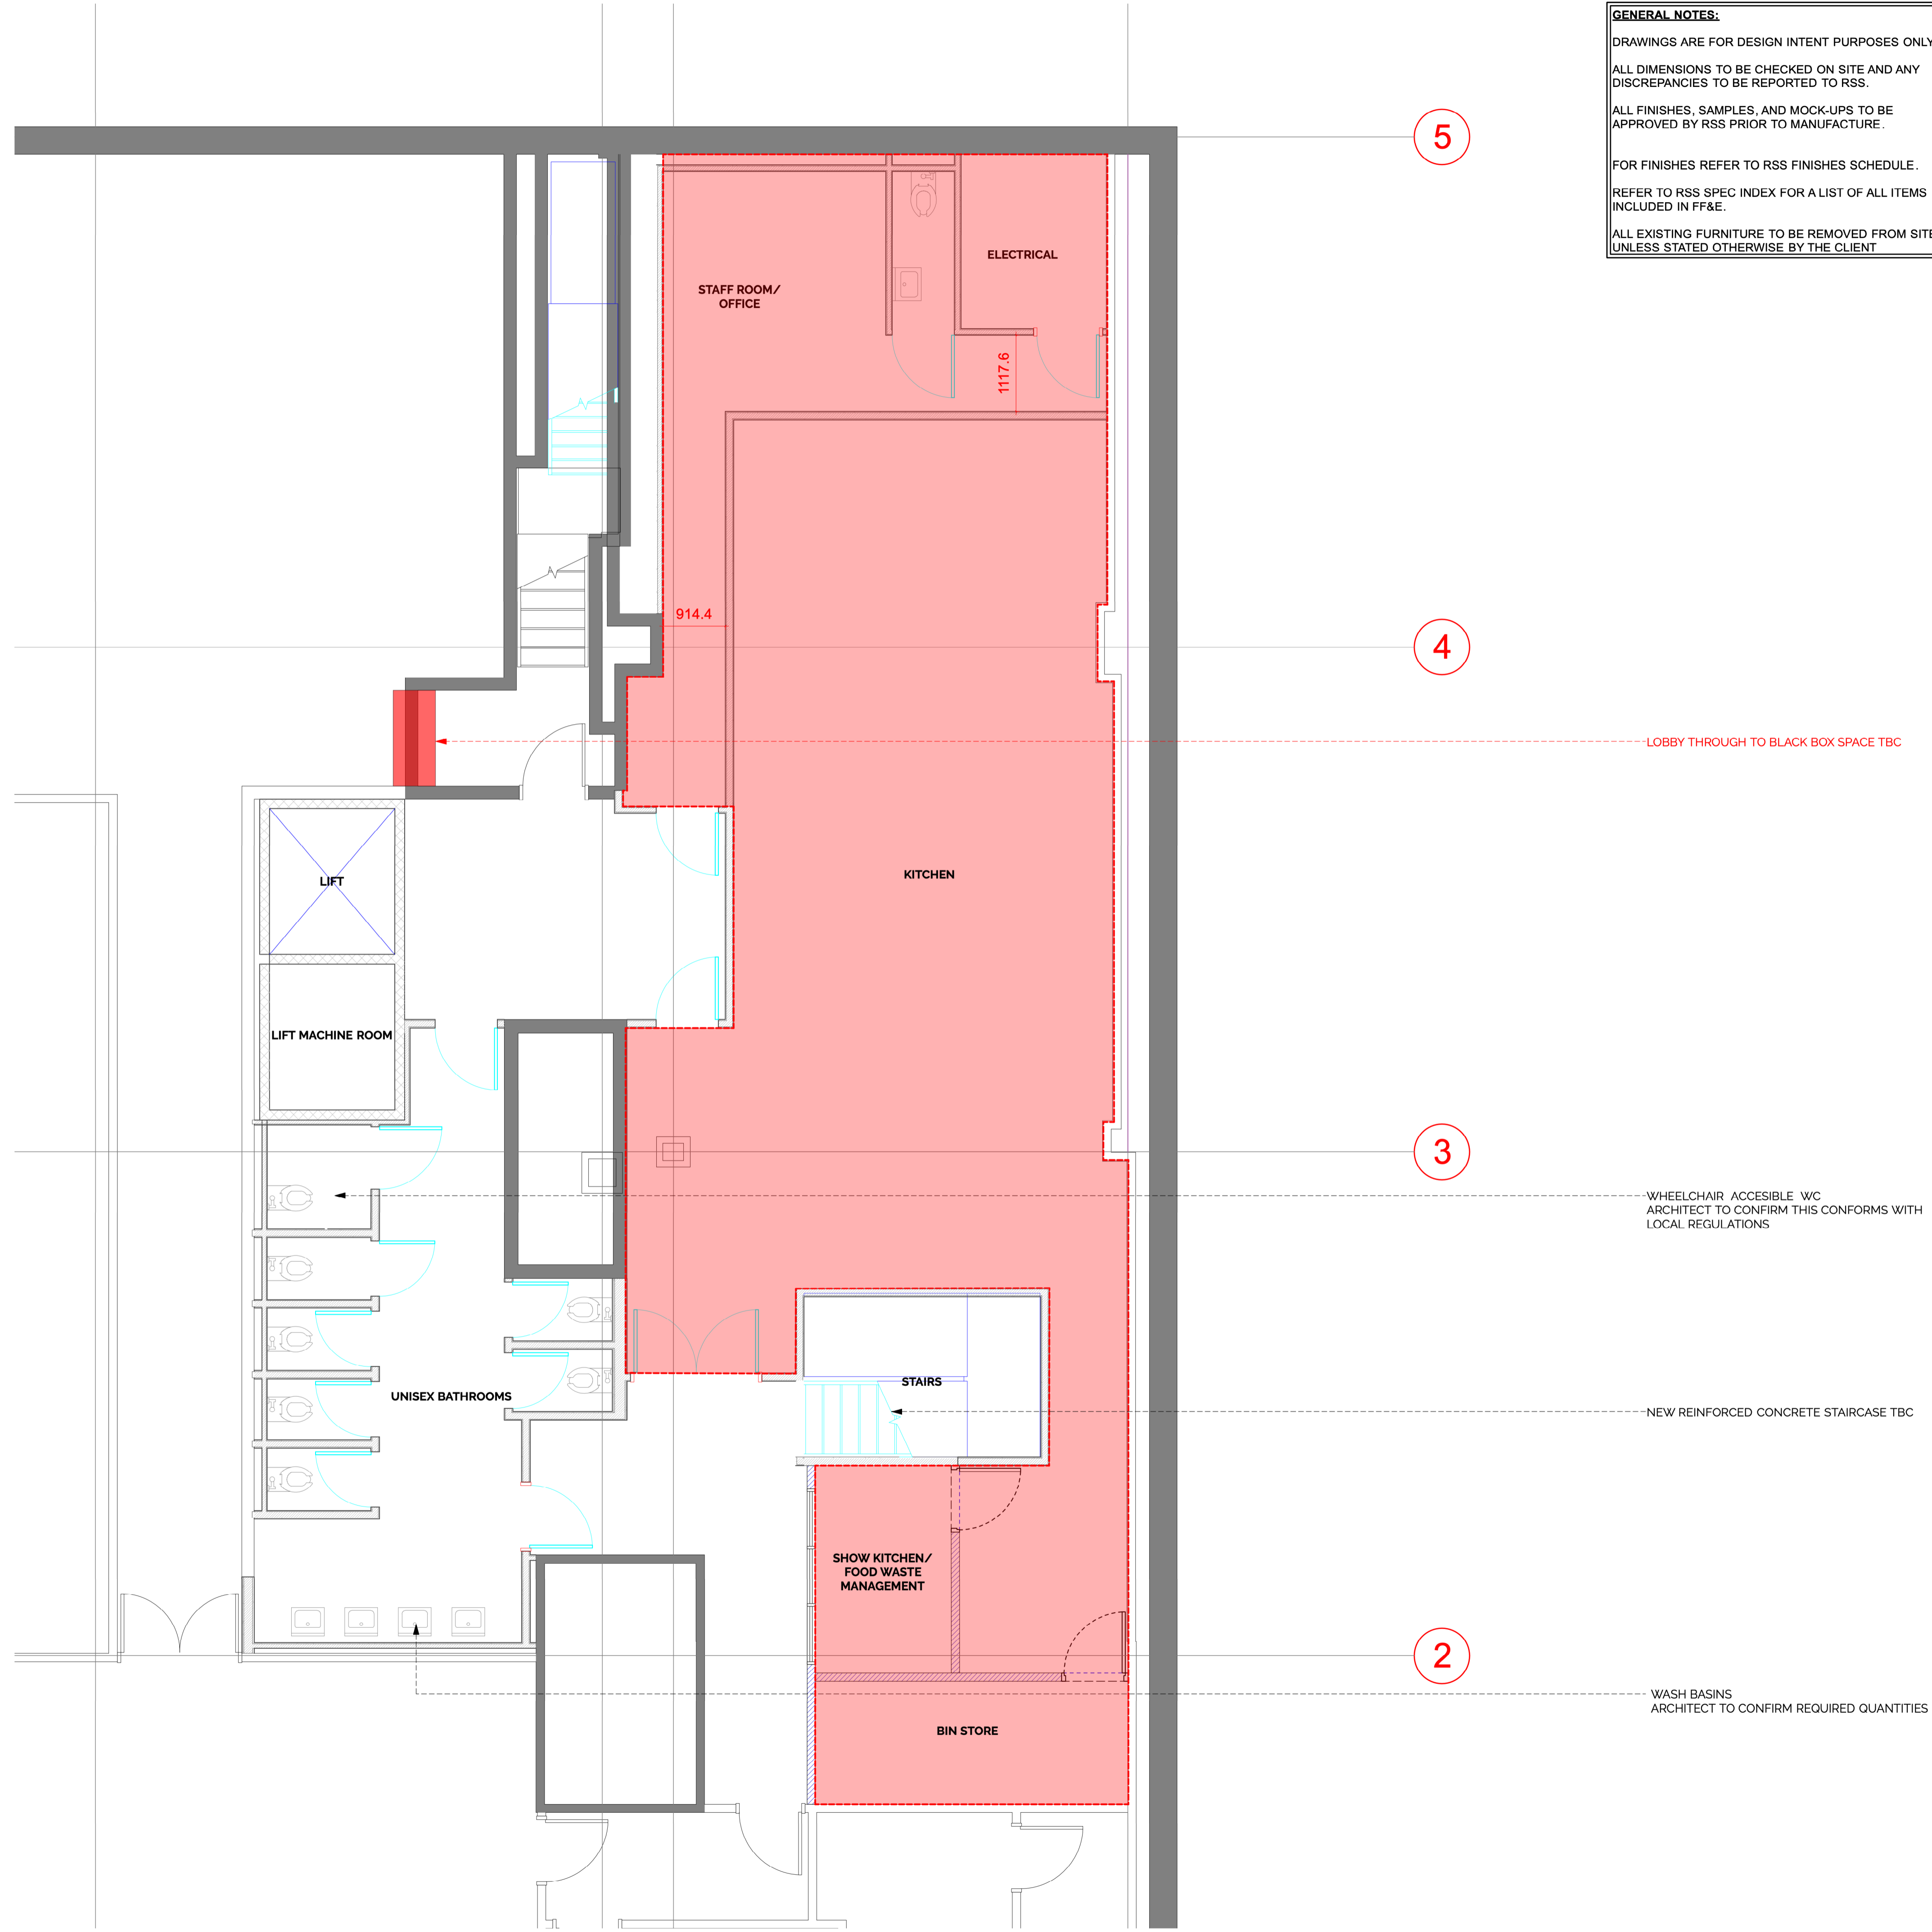 GENERAL NOTES:
DRAWINGS ARE FOR DESIGN INTENT PURPOSES ONLY
ALL DIMENSIONS TO BE CHECKED ON SITE AND ANY
DISCREPANCIES TO BE REPORTED TO RSS.
ALL FINISHES, SAMPLES, AND MOCK-UPS TO BE
APPROVED BY RSS PRIOR TO MANUFACTURE.
FOR FINISHES REFER TO RSS FINISHES SCHEDULE.
REFER TO RSS SPEC INDEX FOR A LIST OF ALL ITEMS
INCLUDED IN FF&E.
ALL EXISTING FURNITURE TO BE REMOVED FROM SITE
UNLESS STATED OTHERWISE BY THE CLIENT
5
ELECTRICAL
STAFF ROOM/
OFFICE
1117.6
914.4
4
LOBBY THROUGH TO BLACK BOX SPACE TBC
KITCHEN
LIFT
LIFT MACHINE ROOM
3
WHEELCHAIR ACCESIBLE WC
ARCHITECT TO CONFIRM THIS CONFORMS WITH
LOCAL REGULATIONS
STAIRS
UNISEX BATHROOMS
NEW REINFORCED CONCRETE STAIRCASE TBC
SHOW KITCHEN/
FOOD WASTE
MANAGEMENT
2
WASH BASINS
ARCHITECT TO CONFIRM REQUIRED QUANTITIES
BIN STORE